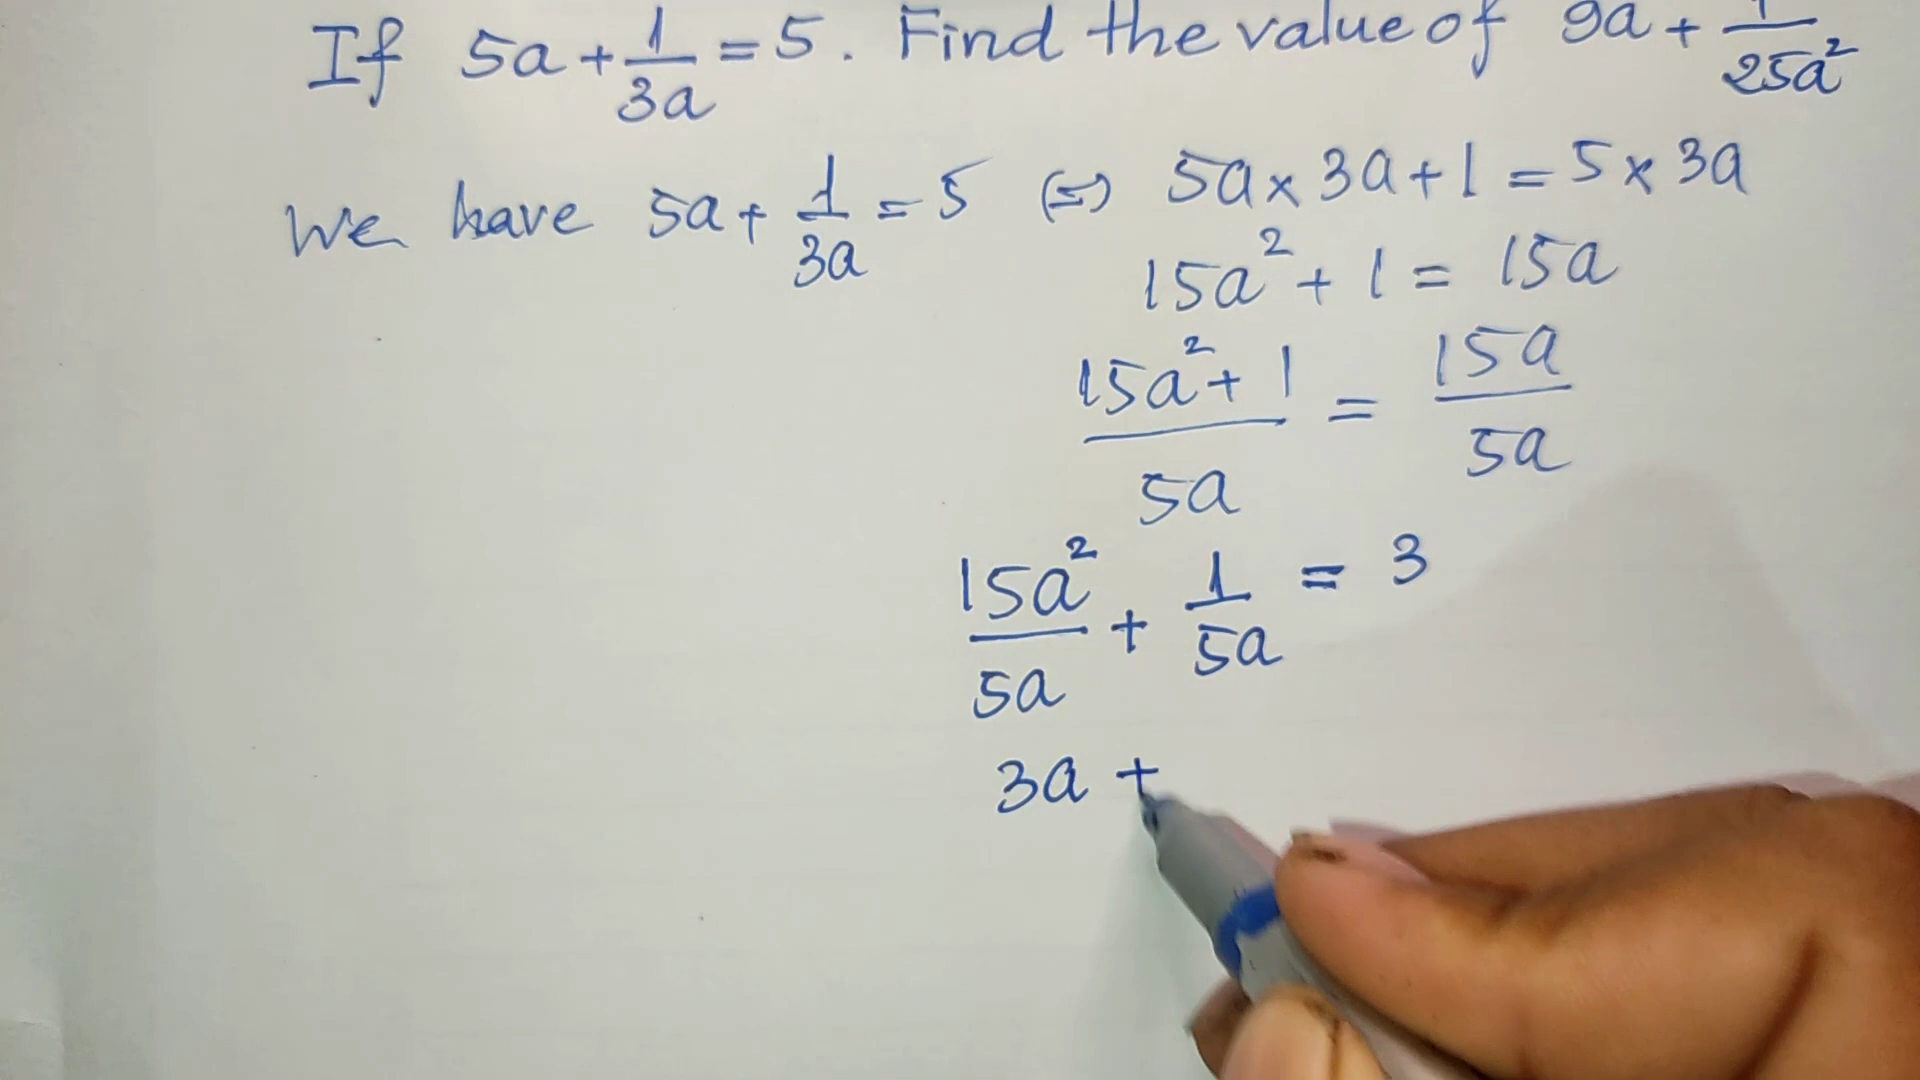 If 5a + 1/3a = 5. Find the value of 9a + 1/25a²
We have 5a + 1/3a = 5 (=) 5a × 3a + 1 = 5 × 3a
15a² + 1 = 15a
15a² + 1 / 5a = 15a / 5a
15a²/5a + 1/5a = 3
3a +